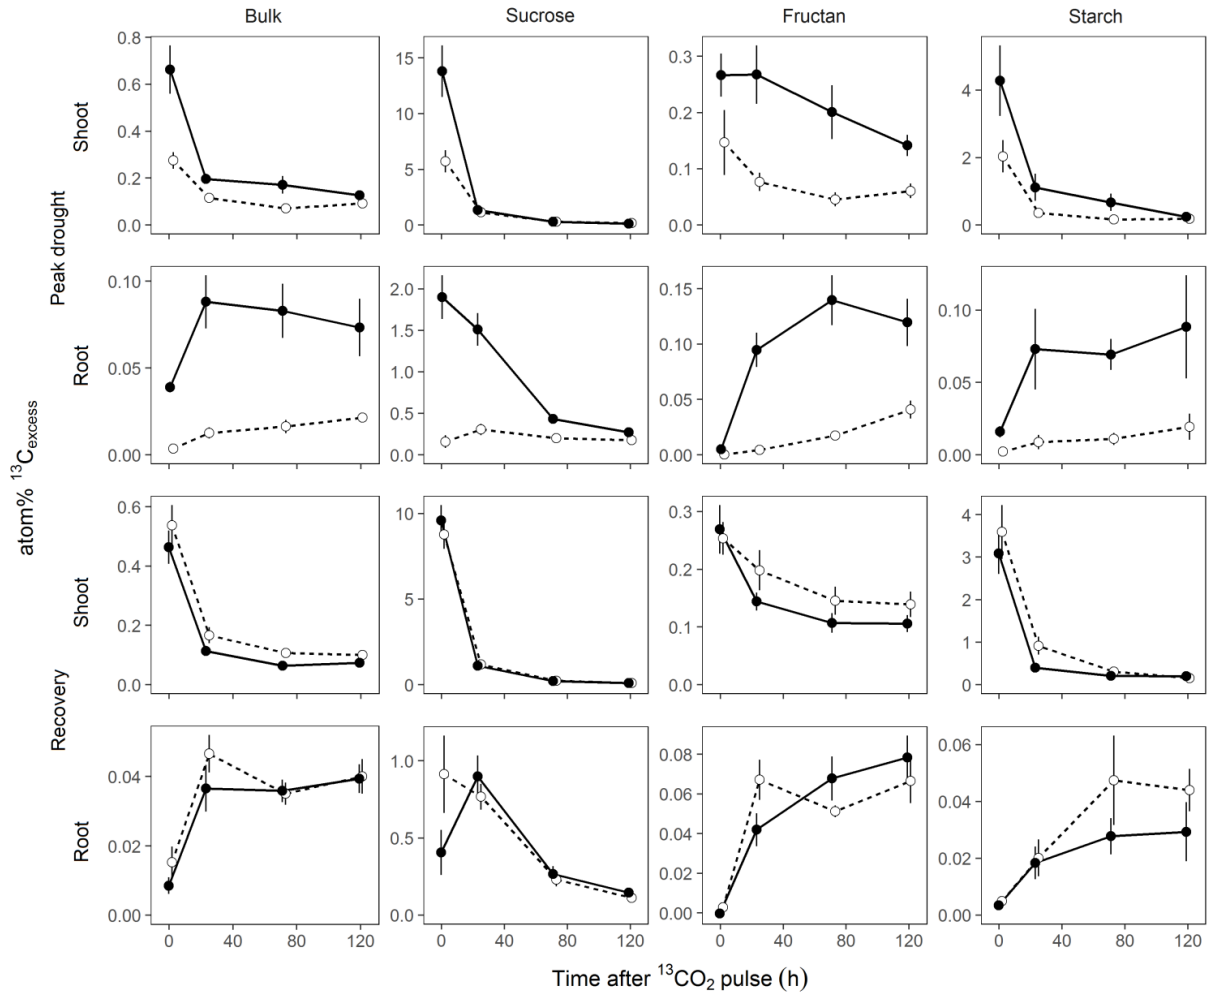 Bulk Sucrose Fructan Starch
atom% ¹³C_excess
Peak drought
Recovery
Shoot
0.8 0.6 0.4 0.2 0.0
15 10 5 0
0.3 0.2 0.1 0.0
4 2 0
Root
0.10 0.05 0.00
2.0 1.5 1.0 0.5 0.0
0.15 0.10 0.05 0.00
0.10 0.05 0.00
Shoot
0.6 0.4 0.2 0.0
10 5 0
0.3 0.2 0.1 0.0
4 3 2 1 0
Root
0.04 0.02 0.00
1.0 0.5 0.0
0.08 0.06 0.04 0.02 0.00
0.06 0.04 0.02 0.00
0 40 80 120 0 40 80 120 0 40 80 120 0 40 80 120
Time after ¹³CO₂ pulse (h)